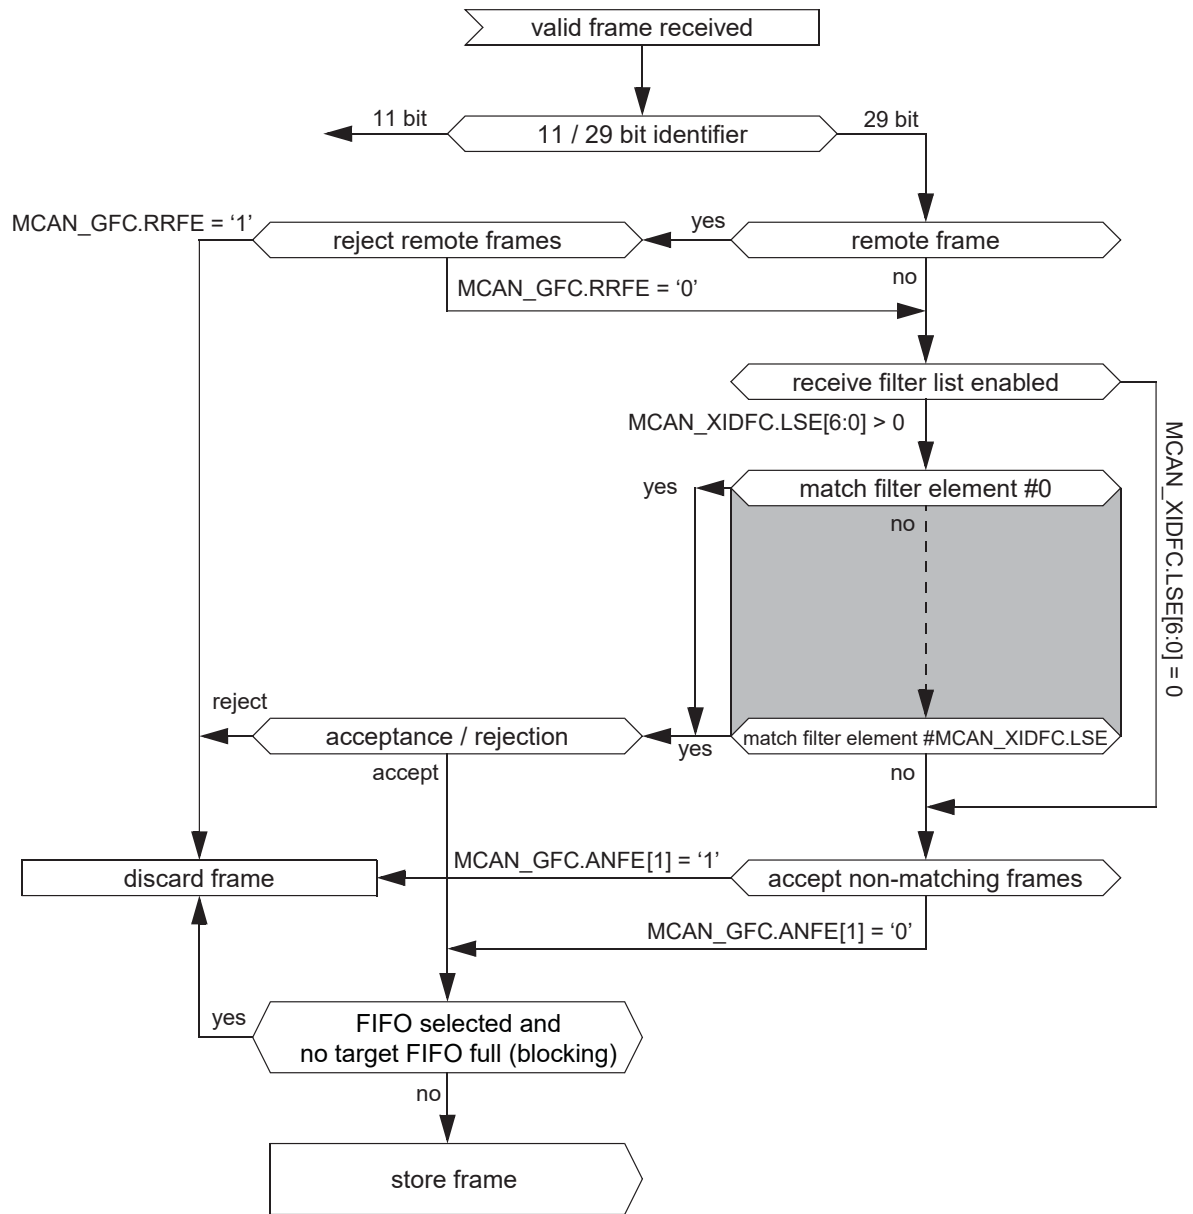 valid frame received
11 bit
11 / 29 bit identifier
29 bit
MCAN_GFC.RRFE = ‘1’
reject remote frames
yes
remote frame
MCAN_GFC.RRFE = ‘0’
no
receive filter list enabled
MCAN_XIDFC.LSE[6:0] > 0
MCAN_XIDFC.LSE[6:0] = 0
yes
match filter element #0
no
reject
acceptance / rejection
yes
match filter element #MCAN_XIDFC.LSE
accept
no
discard frame
MCAN_GFC.ANFE[1] = ‘1’
accept non-matching frames
MCAN_GFC.ANFE[1] = ‘0’
yes
FIFO selected and
no target FIFO full (blocking)
no
store frame